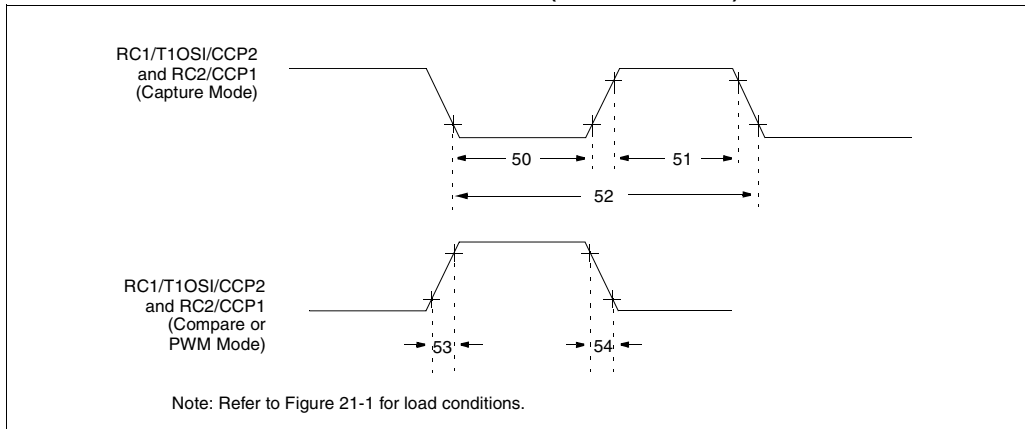 RC1/T1OSI/CCP2
and RC2/CCP1
(Capture Mode)
50
51
52
RC1/T1OSI/CCP2
and RC2/CCP1
(Compare or
PWM Mode)
53
54
Note: Refer to Figure 21-1 for load conditions.